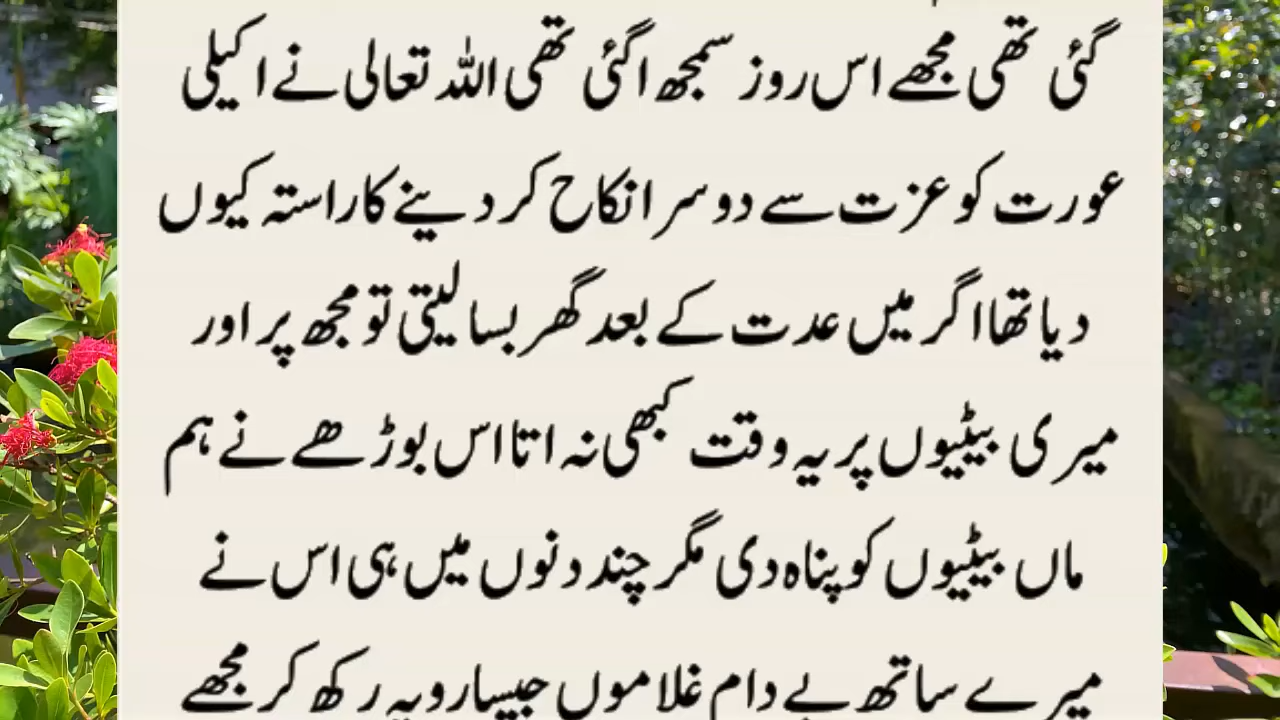 گئی تھی مجھے اس روز سمجھ اگئی تھی اللہ تعالی نے اکیلی
عورت کو عزت سے دوسرا نکاح کر دینے کا راستہ کیوں
دیا تھا اگر میں عدت کے بعد گھر بسا لیتی تو مجھ پر اور
میری بیٹیوں پر یہ وقت کبھی نہ اتا اس بوڑھے نے ہم
ماں بیٹیوں کو پناہ دی مگر چند دنوں میں ہی اس نے
میرے ساتھ بے دام غلاموں جیسا رویہ رکھ کر مجھے